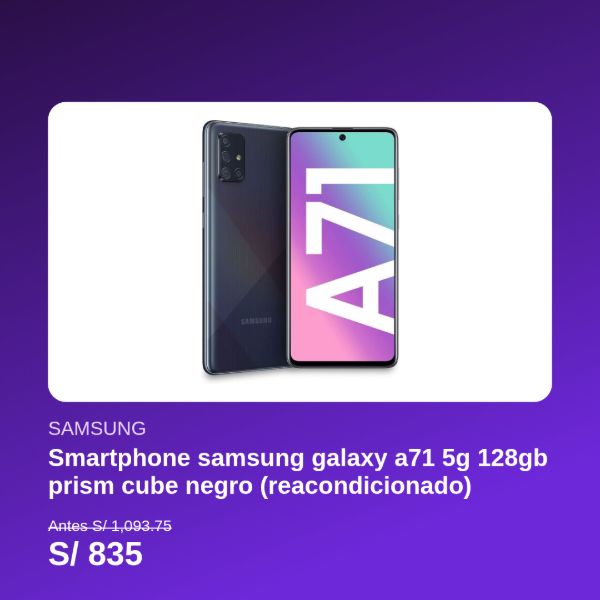 A71
SAMSUNG
SAMSUNG
Smartphone samsung galaxy a71 5g 128gb
prism cube negro (reacondicionado)
Antes S/ 1,093.75
S/ 835